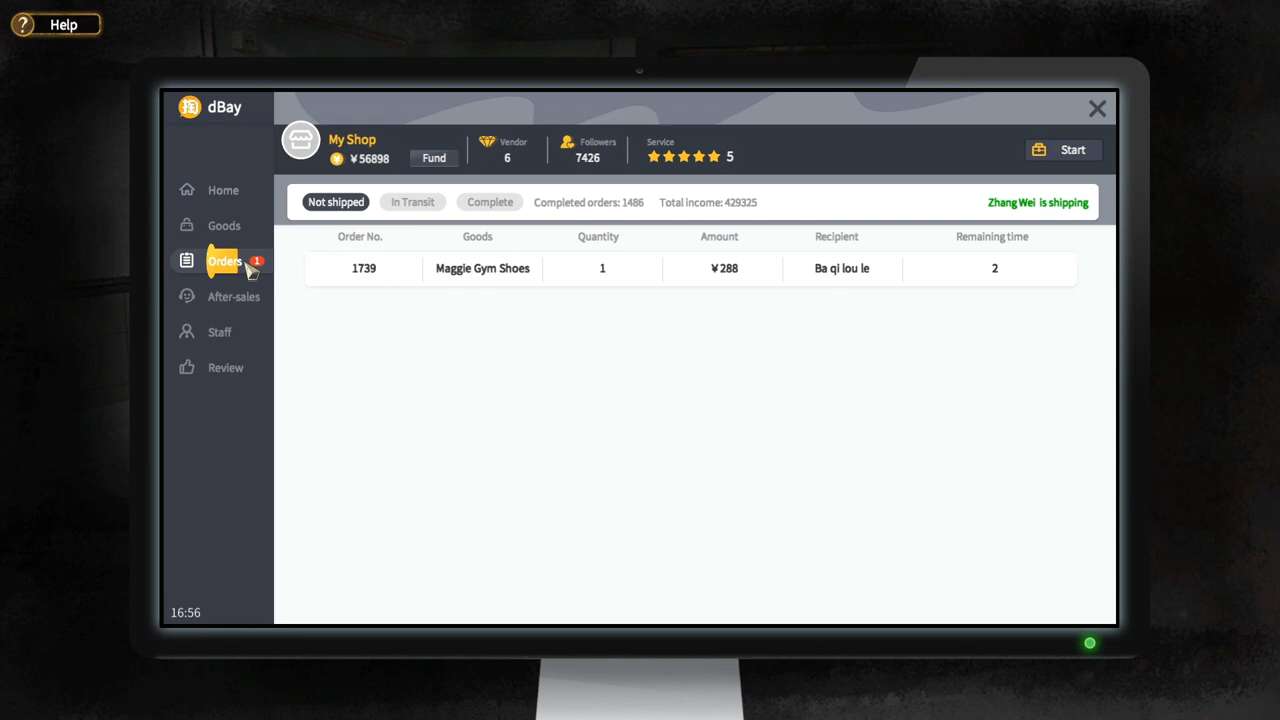 ? Help
掏 dBay
My Shop
¥56898
Fund
Vendor
6
Followers
7426
Service
5
Start
Home
Goods
Orders 1
After-sales
Staff
Review
Not shipped In Transit Complete Completed orders: 1486 Total income: 429325 Zhang Wei is shipping
Order No. Goods Quantity Amount Recipient Remaining time
1739 Maggie Gym Shoes 1 ¥288 Ba qi lou le 2
16:56